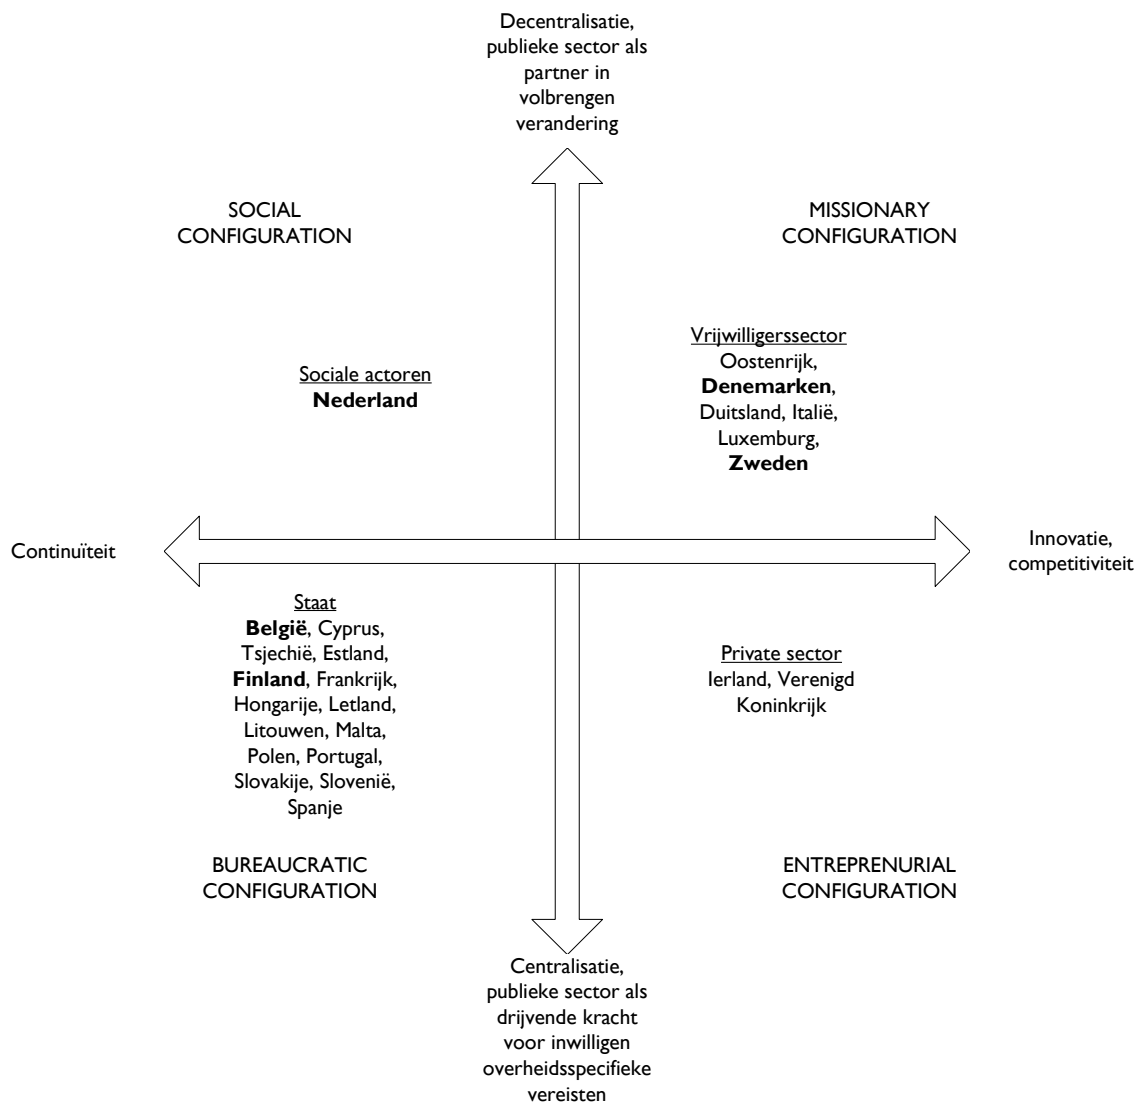 Decentralisatie,
publieke sector als
partner in
volbrengen
verandering
SOCIAL
CONFIGURATION
MISSIONARY
CONFIGURATION
Sociale actoren
Nederland
Vrijwilligerssector
Oostenrijk,
Denemarken,
Duitsland, Italië,
Luxemburg,
Zweden
Continuïteit
Innovatie,
competitiviteit
Staat
België, Cyprus,
Tsjechië, Estland,
Finland, Frankrijk,
Hongarije, Letland,
Litouwen, Malta,
Polen, Portugal,
Slovakije, Slovenië,
Spanje
Private sector
Ierland, Verenigd
Koninkrijk
BUREAUCRATIC
CONFIGURATION
ENTREPRENURIAL
CONFIGURATION
Centralisatie,
publieke sector als
drijvende kracht
voor inwilligen
overheidsspecifieke
vereisten